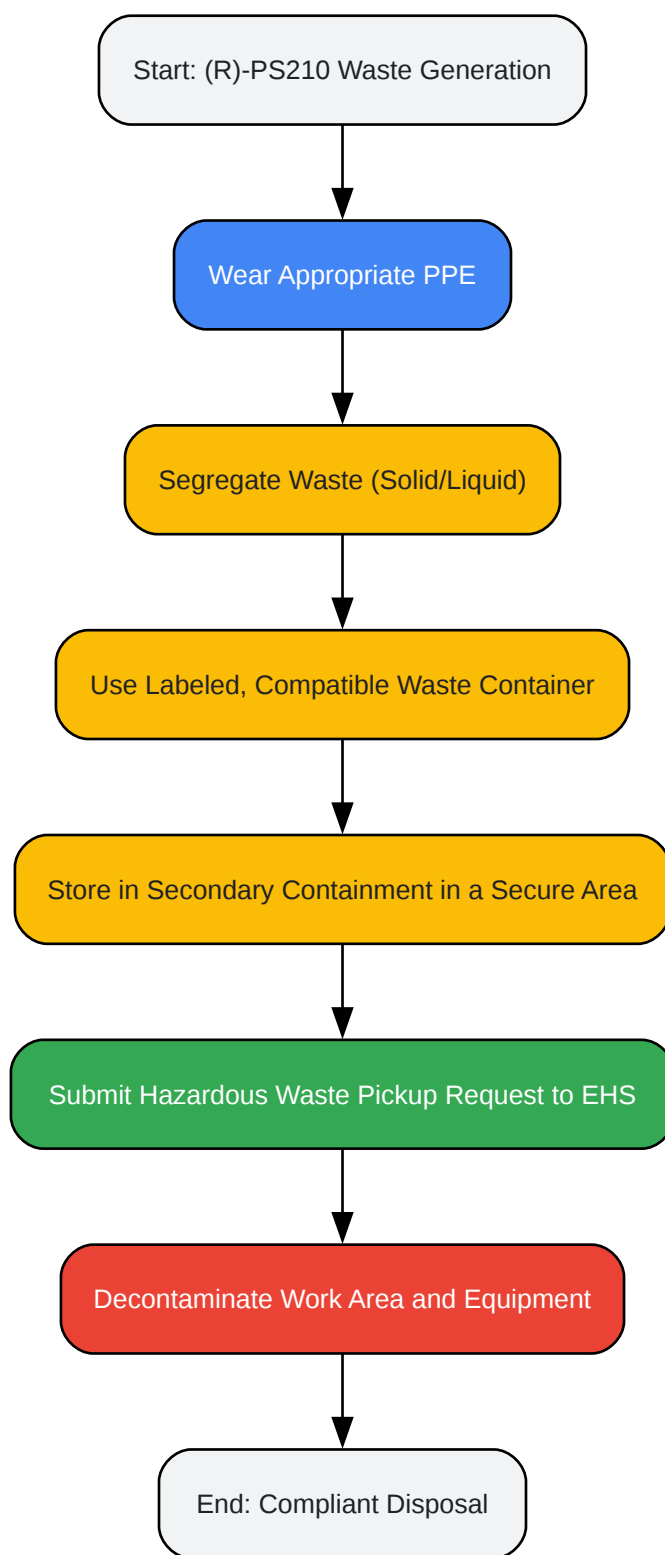 Start: (R)-PS210 Waste Generation
Wear Appropriate PPE
Segregate Waste (Solid/Liquid)
Use Labeled, Compatible Waste Container
Store in Secondary Containment in a Secure Area
Submit Hazardous Waste Pickup Request to EHS
Decontaminate Work Area and Equipment
End: Compliant Disposal